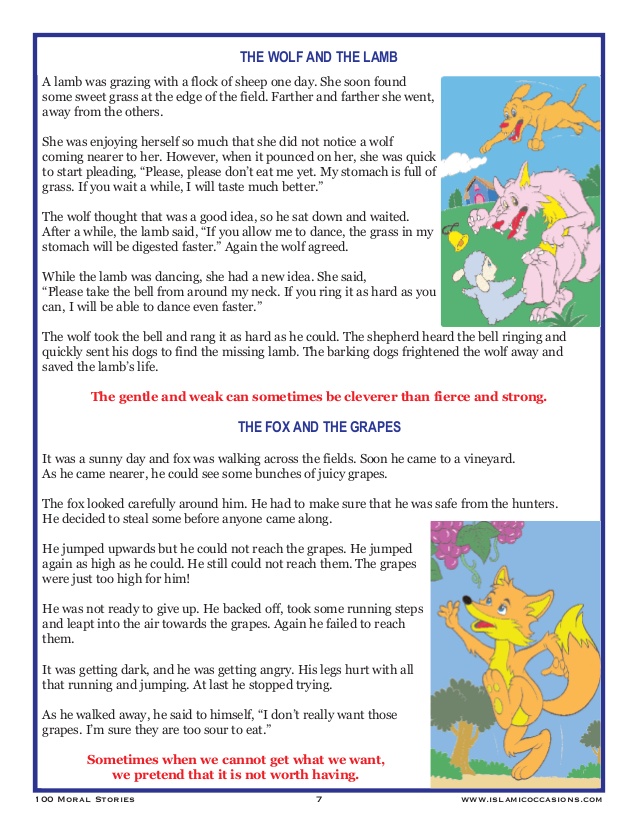 THE WOLF AND THE LAMB
A lamb was grazing with a flock of sheep one day. She soon found
some sweet grass at the edge of the field. Farther and farther she went,
away from the others.
She was enjoying herself so much that she did not notice a wolf
coming nearer to her. However, when it pounced on her, she was quick
to start pleading, “Please, please don’t eat me yet. My stomach is full of
grass. If you wait a while, I will taste much better.”
The wolf thought that was a good idea, so he sat down and waited.
After a while, the lamb said, “If you allow me to dance, the grass in my
stomach will be digested faster.” Again the wolf agreed.
While the lamb was dancing, she had a new idea. She said,
“Please take the bell from around my neck. If you ring it as hard as you
can, I will be able to dance even faster.”
The wolf took the bell and rang it as hard as he could. The shepherd heard the bell ringing and
quickly sent his dogs to find the missing lamb. The barking dogs frightened the wolf away and
saved the lamb’s life.
The gentle and weak can sometimes be cleverer than fierce and strong.
THE FOX AND THE GRAPES
It was a sunny day and fox was walking across the fields. Soon he came to a vineyard.
As he came nearer, he could see some bunches of juicy grapes.
The fox looked carefully around him. He had to make sure that he was safe from the hunters.
He decided to steal some before anyone came along.
He jumped upwards but he could not reach the grapes. He jumped
again as high as he could. He still could not reach them. The grapes
were just too high for him!
He was not ready to give up. He backed off, took some running steps
and leapt into the air towards the grapes. Again he failed to reach
them.
It was getting dark, and he was getting angry. His legs hurt with all
that running and jumping. At last he stopped trying.
As he walked away, he said to himself, “I don’t really want those
grapes. I’m sure they are too sour to eat.”
Sometimes when we cannot get what we want,
we pretend that it is not worth having.
100 Moral Stories 7 www.islamicoccasions.com